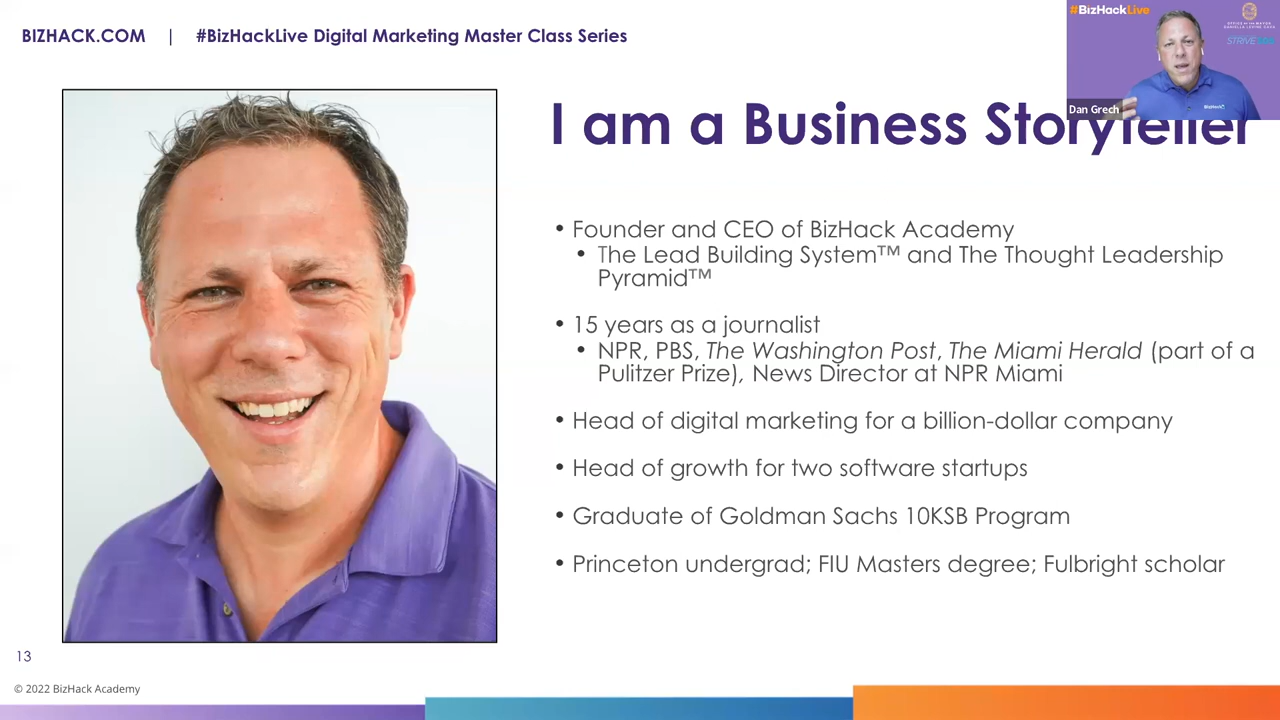 BIZHACK.COM | #BizHackLive Digital Marketing Master Class Series
#BizHackLive
Dan Grech
I am a Business Storyteller
• Founder and CEO of BizHack Academy
• The Lead Building System™ and The Thought Leadership
Pyramid™
• 15 years as a journalist
• NPR, PBS, The Washington Post, The Miami Herald (part of a
Pulitzer Prize), News Director at NPR Miami
• Head of digital marketing for a billion-dollar company
• Head of growth for two software startups
• Graduate of Goldman Sachs 10KSB Program
• Princeton undergrad; FIU Masters degree; Fulbright scholar
13
© 2022 BizHack Academy